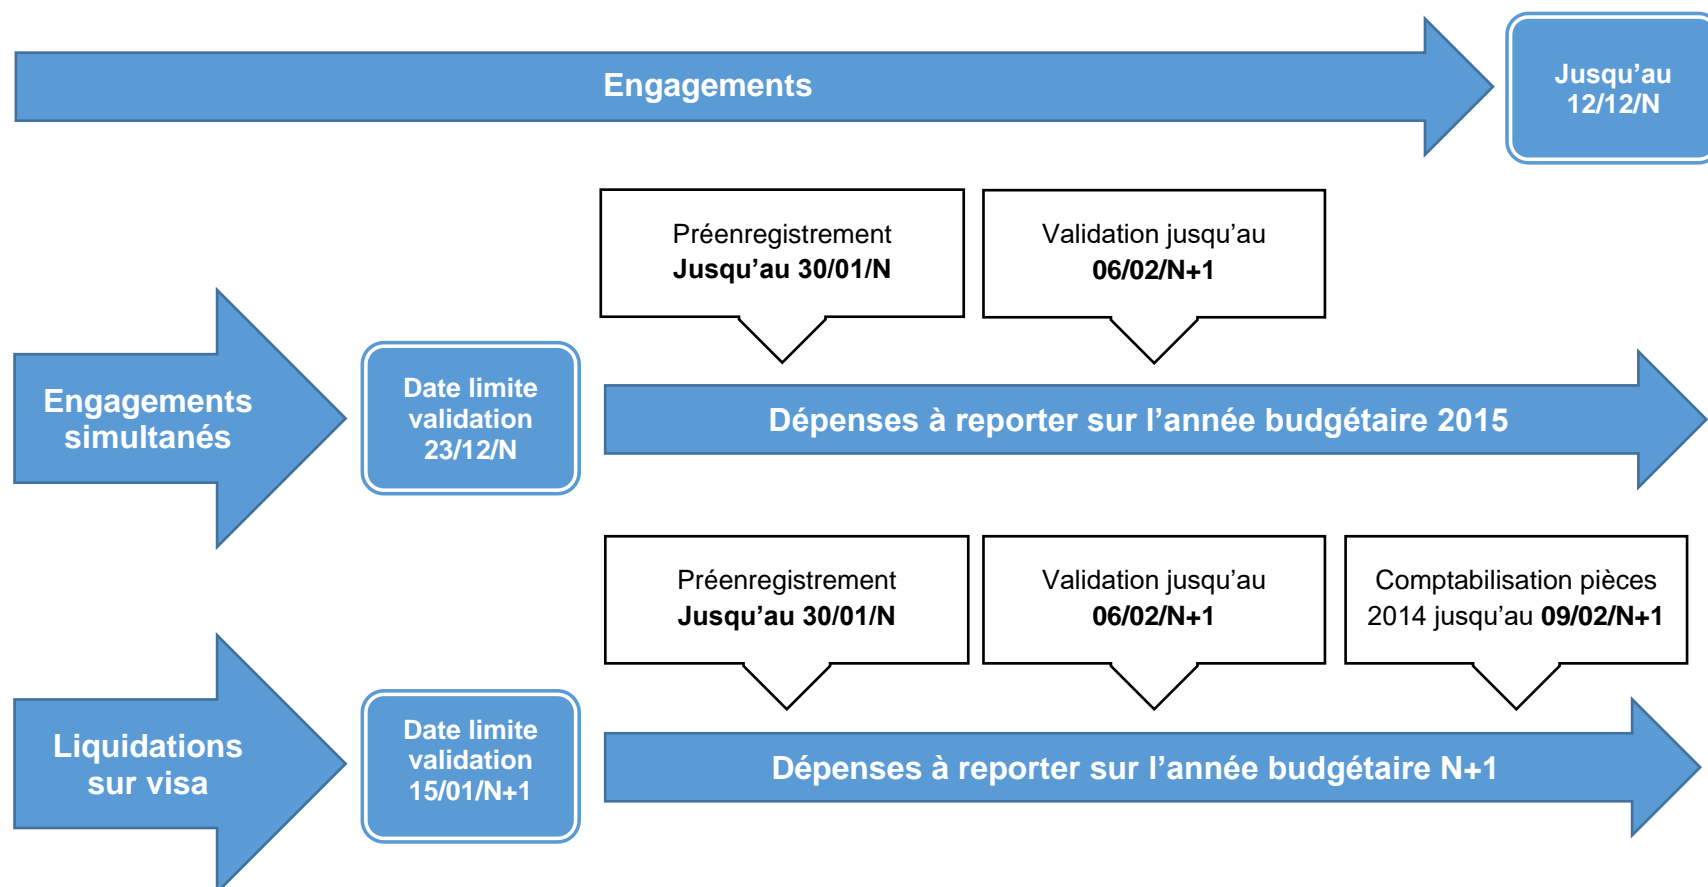 Engagements
Jusqu’au
12/12/N
Préenregistrement
Jusqu’au 30/01/N
Validation jusqu’au
06/02/N+1
Engagements
simultanés
Date limite
validation
23/12/N
Dépenses à reporter sur l’année budgétaire 2015
Préenregistrement
Jusqu’au 30/01/N
Validation jusqu’au
06/02/N+1
Comptabilisation pièces
2014 jusqu’au 09/02/N+1
Liquidations
sur visa
Date limite
validation
15/01/N+1
Dépenses à reporter sur l’année budgétaire N+1